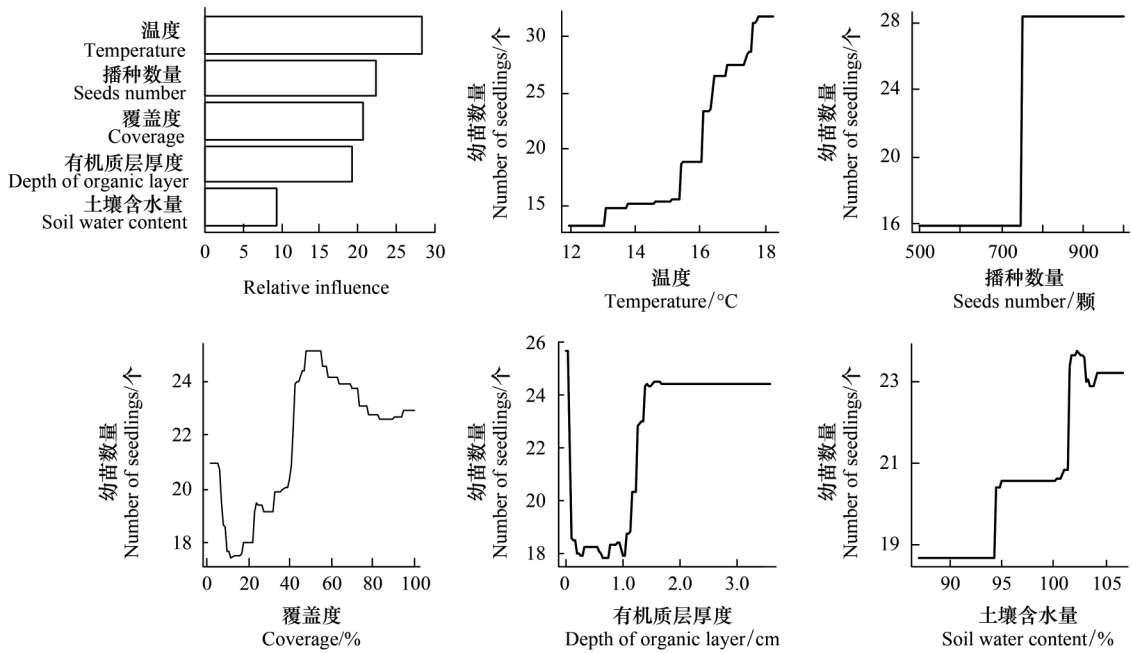 温度
Temperature
播种数量
Seeds number
覆盖度
Coverage
有机质层厚度
Depth of organic layer
土壤含水量
Soil water content
0 5 10 15 20 25 30
Relative influence
幼苗数量
Number of seedlings/个
30
25
20
15
12 14 16 18
温度
Temperature/°C
幼苗数量
Number of seedlings/个
28
24
20
16
500 700 900
播种数量
Seeds number/颗
幼苗数量
Number of seedlings/个
24
22
20
18
0 20 40 60 80 100
覆盖度
Coverage/%
幼苗数量
Number of seedlings/个
26
24
22
20
18
0 1.0 2.0 3.0
有机质层厚度
Depth of organic layer/cm
幼苗数量
Number of seedlings/个
23
21
19
90 95 100 105
土壤含水量
Soil water content/%